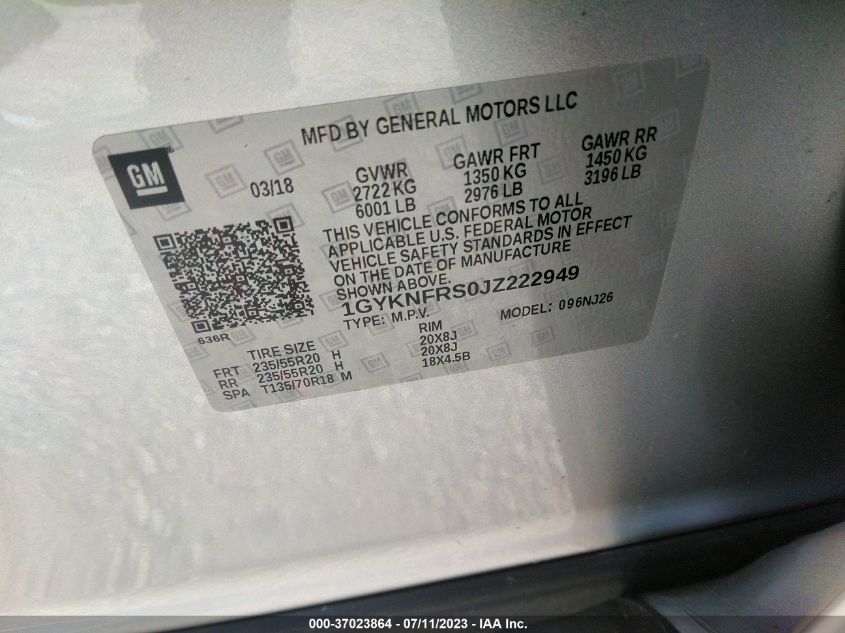 MFD BY GENERAL MOTORS LLC
GM
03/18
GVWR GAWR FRT GAWR RR
2722 KG 1350 KG 1450 KG
6001 LB 2976 LB 3196 LB
THIS VEHICLE CONFORMS TO ALL
APPLICABLE U.S. FEDERAL MOTOR
VEHICLE SAFETY STANDARDS IN EFFECT
ON THE DATE OF MANUFACTURE
SHOWN ABOVE.
1GYKNFRS0JZ222949
TYPE: M.P.V. MODEL: 096NJ26
636R
TIRE SIZE RIM
FRT 235/55R20 H 20X8J
RR 235/55R20 H 20X8J
SPA T135/70R18 M 18X4.5B
000-37023864 - 07/11/2023 - IAA Inc.